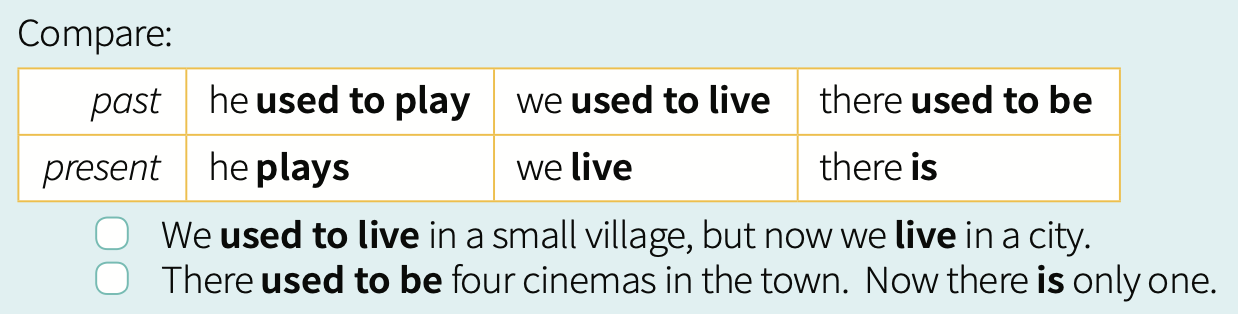 Compare:
past he used to play we used to live there used to be
present he plays we live there is
We used to live in a small village, but now we live in a city.
There used to be four cinemas in the town. Now there is only one.